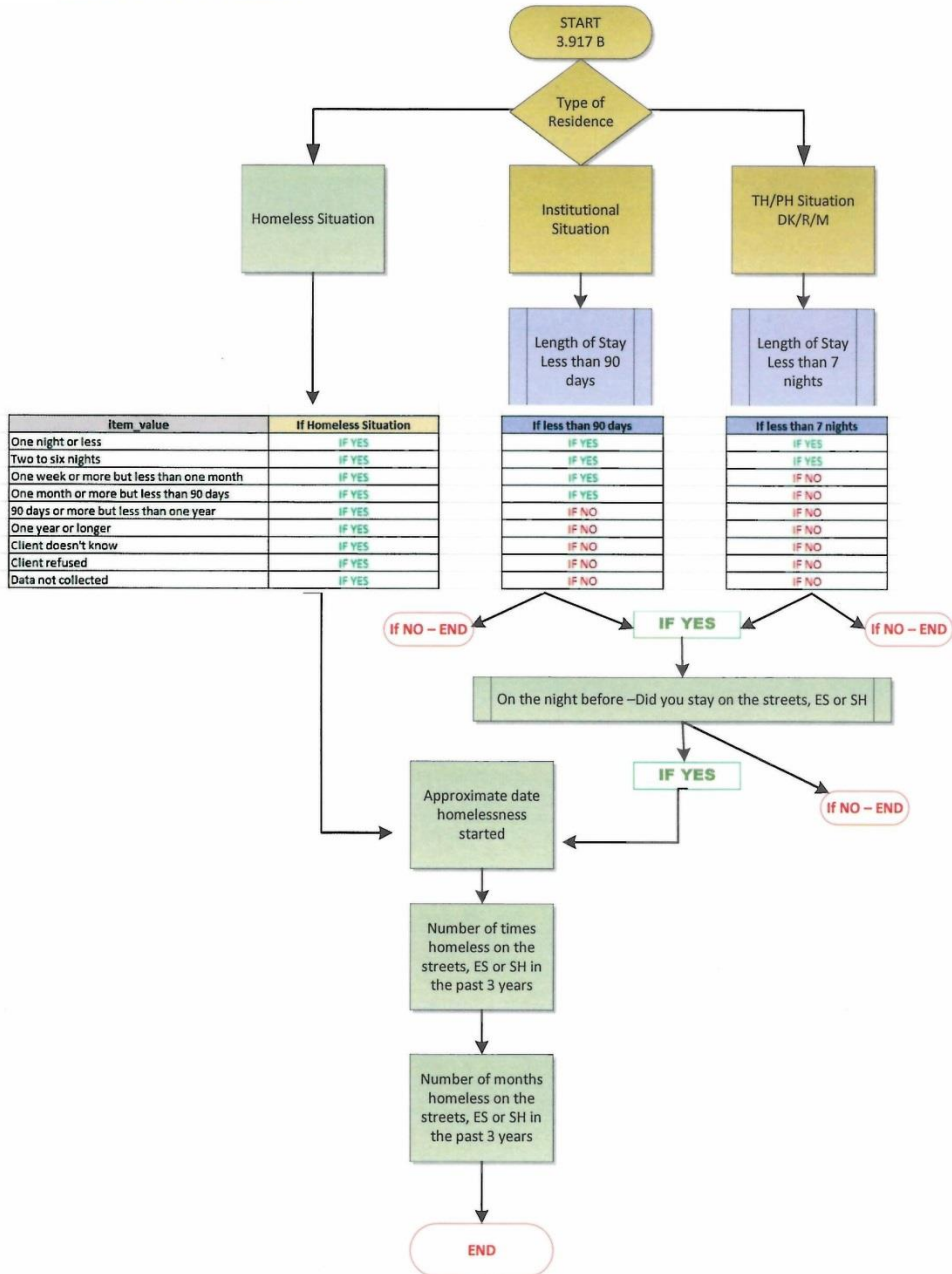 START
3.917 B
Type of
Residence
Homeless Situation
Institutional
Situation
TH/PH Situation
DK/R/M
Length of Stay
Less than 90
days
Length of Stay
Less than 7
nights
item_value If Homeless Situation If less than 90 days If less than 7 nights
One night or less IF YES IF YES IF YES
Two to six nights IF YES IF YES IF YES
One week or more but less than one month IF YES IF YES IF NO
One month or more but less than 90 days IF YES IF YES IF NO
90 days or more but less than one year IF YES IF NO IF NO
One year or longer IF YES IF NO IF NO
Client doesn't know IF YES IF NO IF NO
Client refused IF YES IF NO IF NO
Data not collected IF YES IF NO IF NO
If NO – END
IF YES
If NO – END
On the night before –Did you stay on the streets, ES or SH
IF YES
If NO – END
Approximate date
homelessness
started
Number of times
homeless on the
streets, ES or SH in
the past 3 years
Number of months
homeless on the
streets, ES or SH in
the past 3 years
END